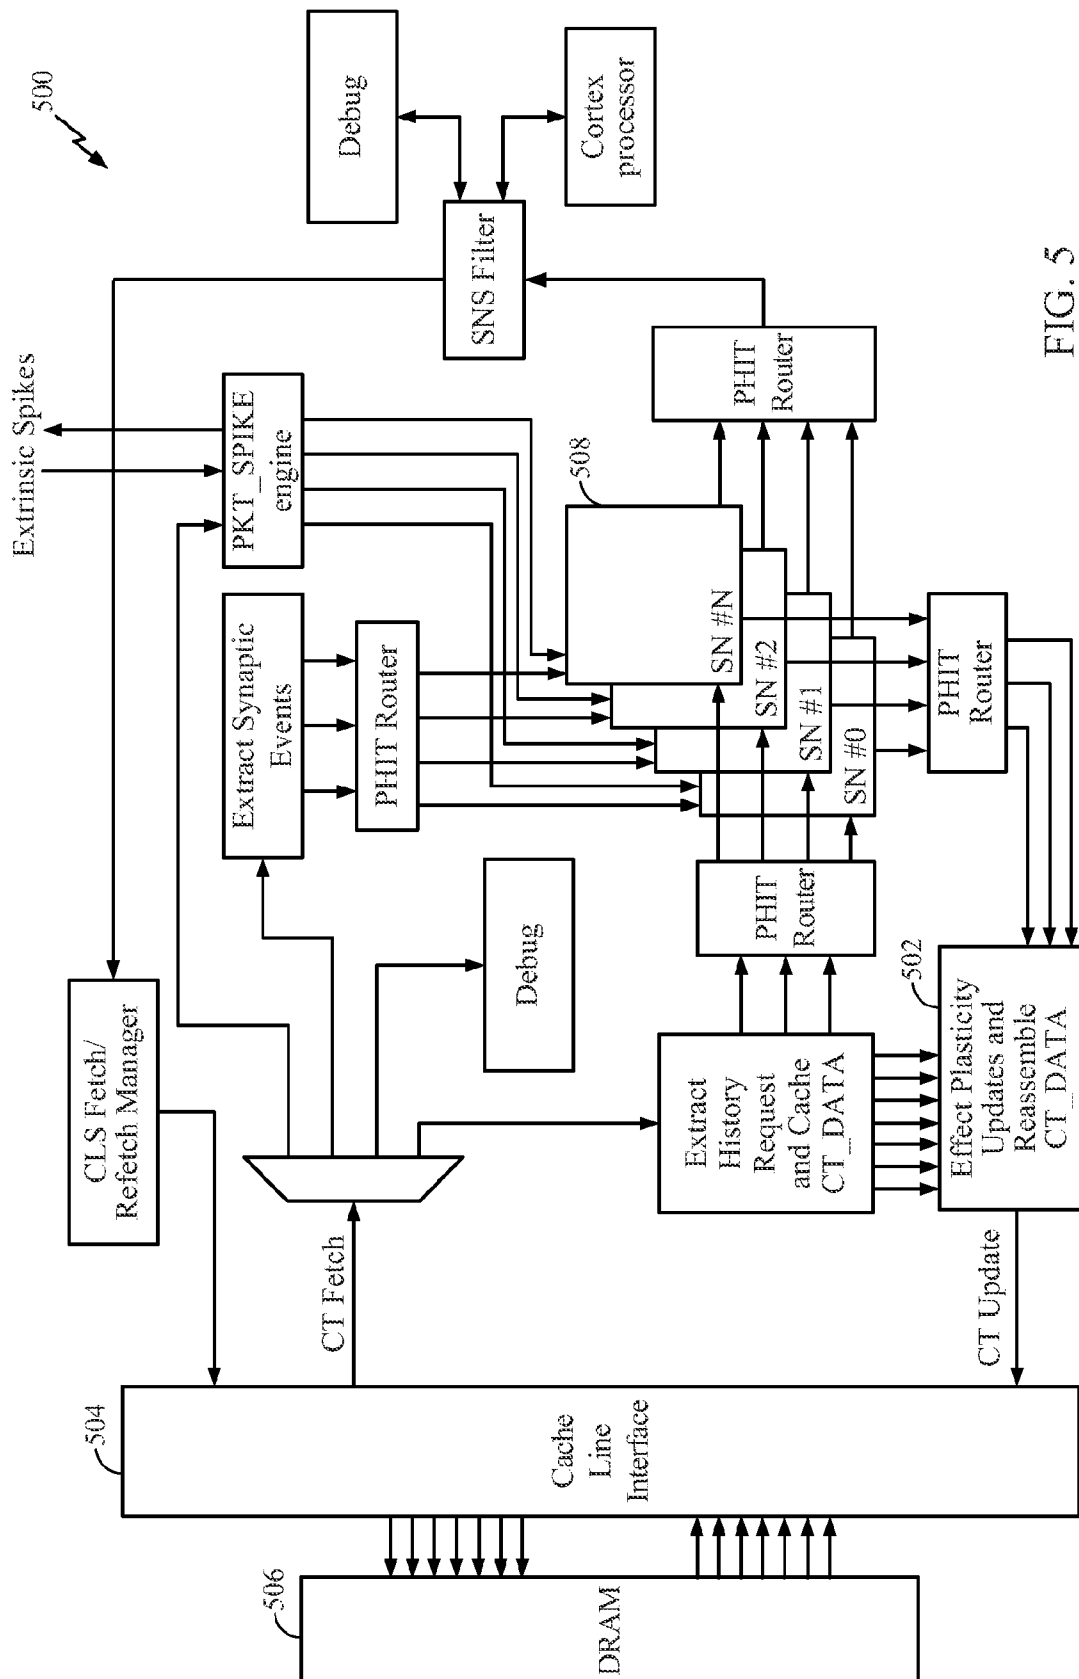 500
Debug
Cortex
processor
SNS Filter
Extrinsic Spikes
PKT_SPIKE
engine
CLS Fetch/
Refetch Manager
Extract Synaptic
Events
PHIT Router
Debug
CT Fetch
504
Cache
Line
Interface
506
DRAM
508
SN #N
SN #2
SN #1
SN #0
PHIT
Router
PHIT
Router
PHIT
Router
Extract
History
Request
and Cache
CT_DATA
502
Effect Plasticity
Updates and
Reassemble
CT_DATA
CT Update
FIG. 5